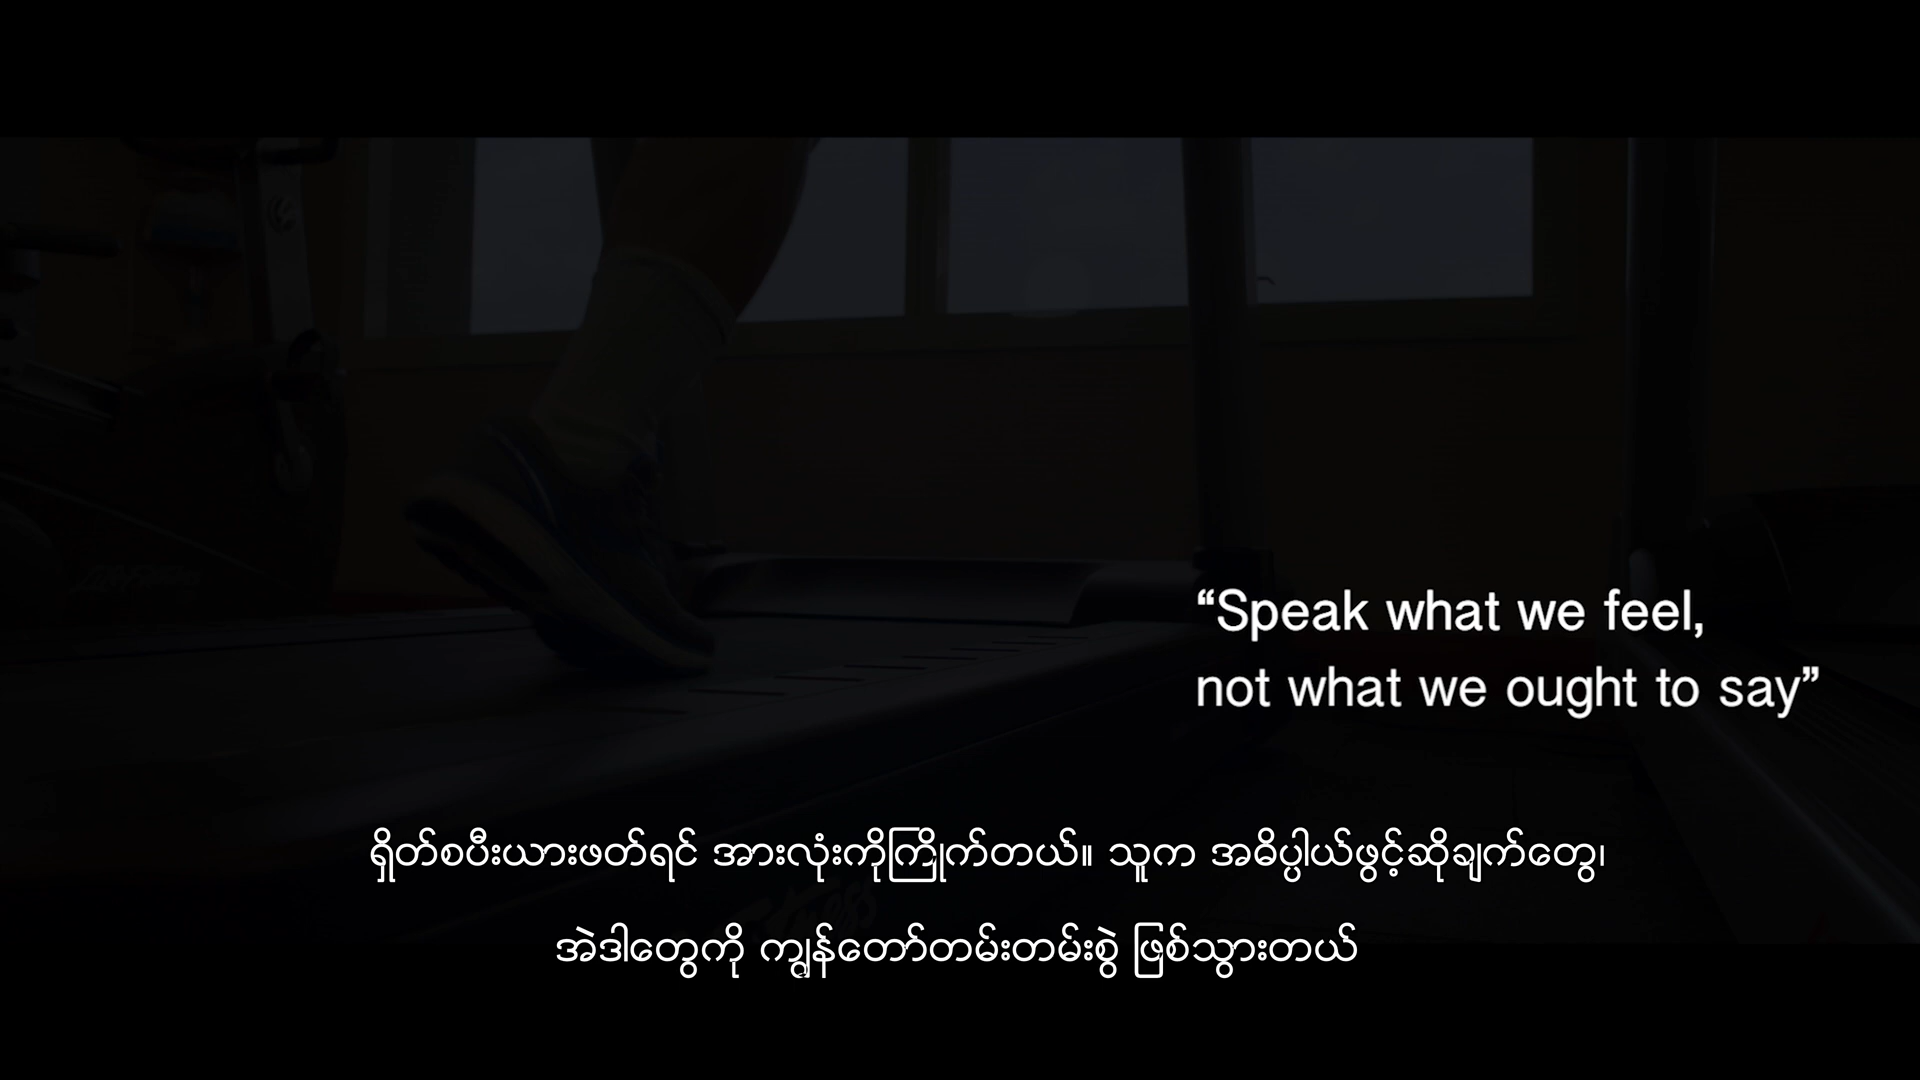 “Speak what we feel,
not what we ought to say”
ရှိတ်စပီးယားဖတ်ရင် အားလုံးကိုကြိုက်တယ်။ သူက အဓိပ္ပါယ်ဖွင့်ဆိုချက်တွေ၊
အဲဒါတွေကို ကျွန်တော်တမ်းတမ်းစွဲ ဖြစ်သွားတယ်